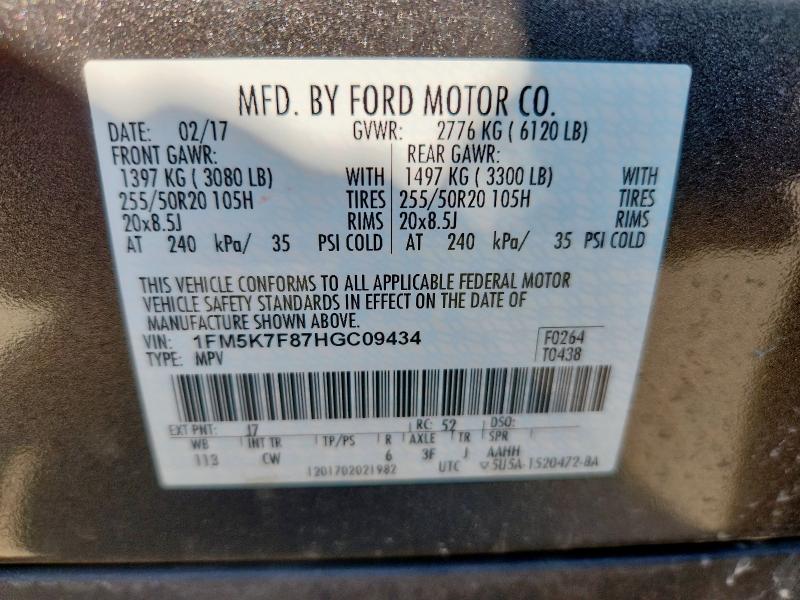 MFD. BY FORD MOTOR CO.
DATE: 02/17 GVWR: 2776 KG ( 6120 LB)
FRONT GAWR: REAR GAWR:
1397 KG ( 3080 LB) WITH 1497 KG ( 3300 LB) WITH
255/50R20 105H TIRES 255/50R20 105H TIRES
20x8.5J RIMS 20x8.5J RIMS
AT 240 kPa/ 35 PSI COLD AT 240 kPa/ 35 PSI COLD
THIS VEHICLE CONFORMS TO ALL APPLICABLE FEDERAL MOTOR
VEHICLE SAFETY STANDARDS IN EFFECT ON THE DATE OF
MANUFACTURE SHOWN ABOVE.
VIN: 1FM5K7F87HGC09434 F0264
TYPE: MPV T0438
EXT PNT: J7 RC: 52 DSO:
WB INT TR TP/PS R AXLE TR SPR
113 CW 6 3F J AAHH
1201702021982 UTC ▽5U5A-1520472-BA